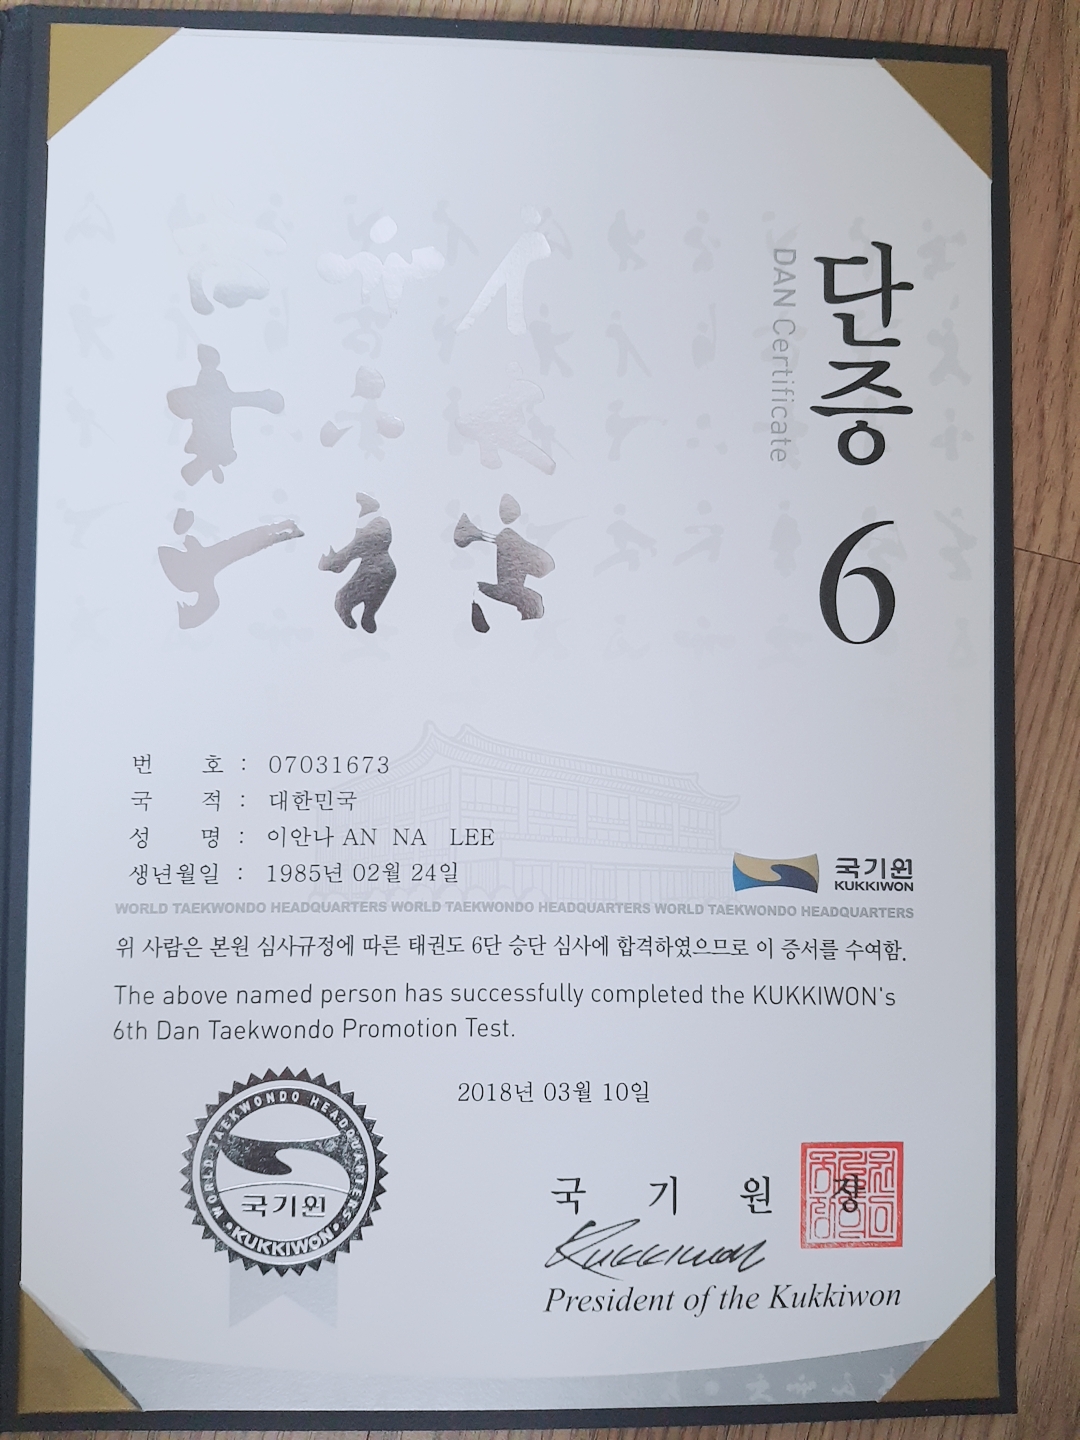 단증
DAN Certificate
6
번 호 : 07031673
국 적 : 대한민국
성 명 : 이안나 AN NA LEE
생년월일 : 1985년 02월 24일
국기원
KUKKIWON
WORLD TAEKWONDO HEADQUARTERS WORLD TAEKWONDO HEADQUARTERS WORLD TAEKWONDO HEADQUARTERS
위 사람은 본원 심사규정에 따른 태권도 6단 승단 심사에 합격하였으므로 이 증서를 수여함.
The above named person has successfully completed the KUKKIWON's
6th Dan Taekwondo Promotion Test.
2018년 03월 10일
WORLD TAEKWONDO HEADQUARTERS
국기원
KUKKIWON
국 기 원 장
Kukkiwon
President of the Kukkiwon